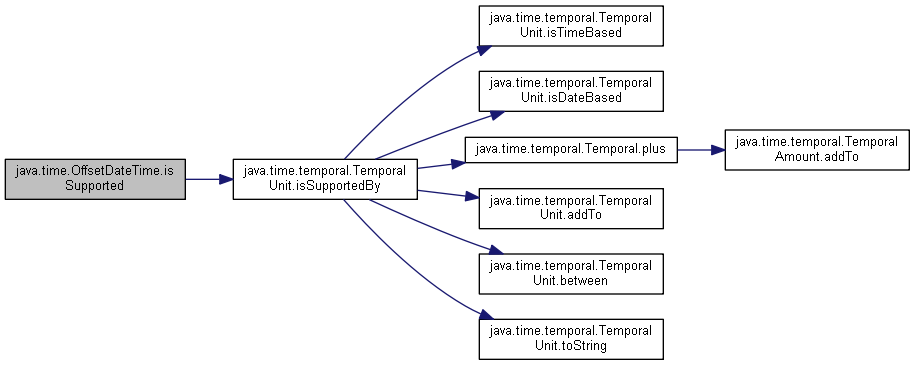 java.time.OffsetDateTime.is
Supported
java.time.temporal.Temporal
Unit.isSupportedBy
java.time.temporal.Temporal
Unit.isTimeBased
java.time.temporal.Temporal
Unit.isDateBased
java.time.temporal.Temporal.plus
java.time.temporal.Temporal
Amount.addTo
java.time.temporal.Temporal
Unit.addTo
java.time.temporal.Temporal
Unit.between
java.time.temporal.Temporal
Unit.toString